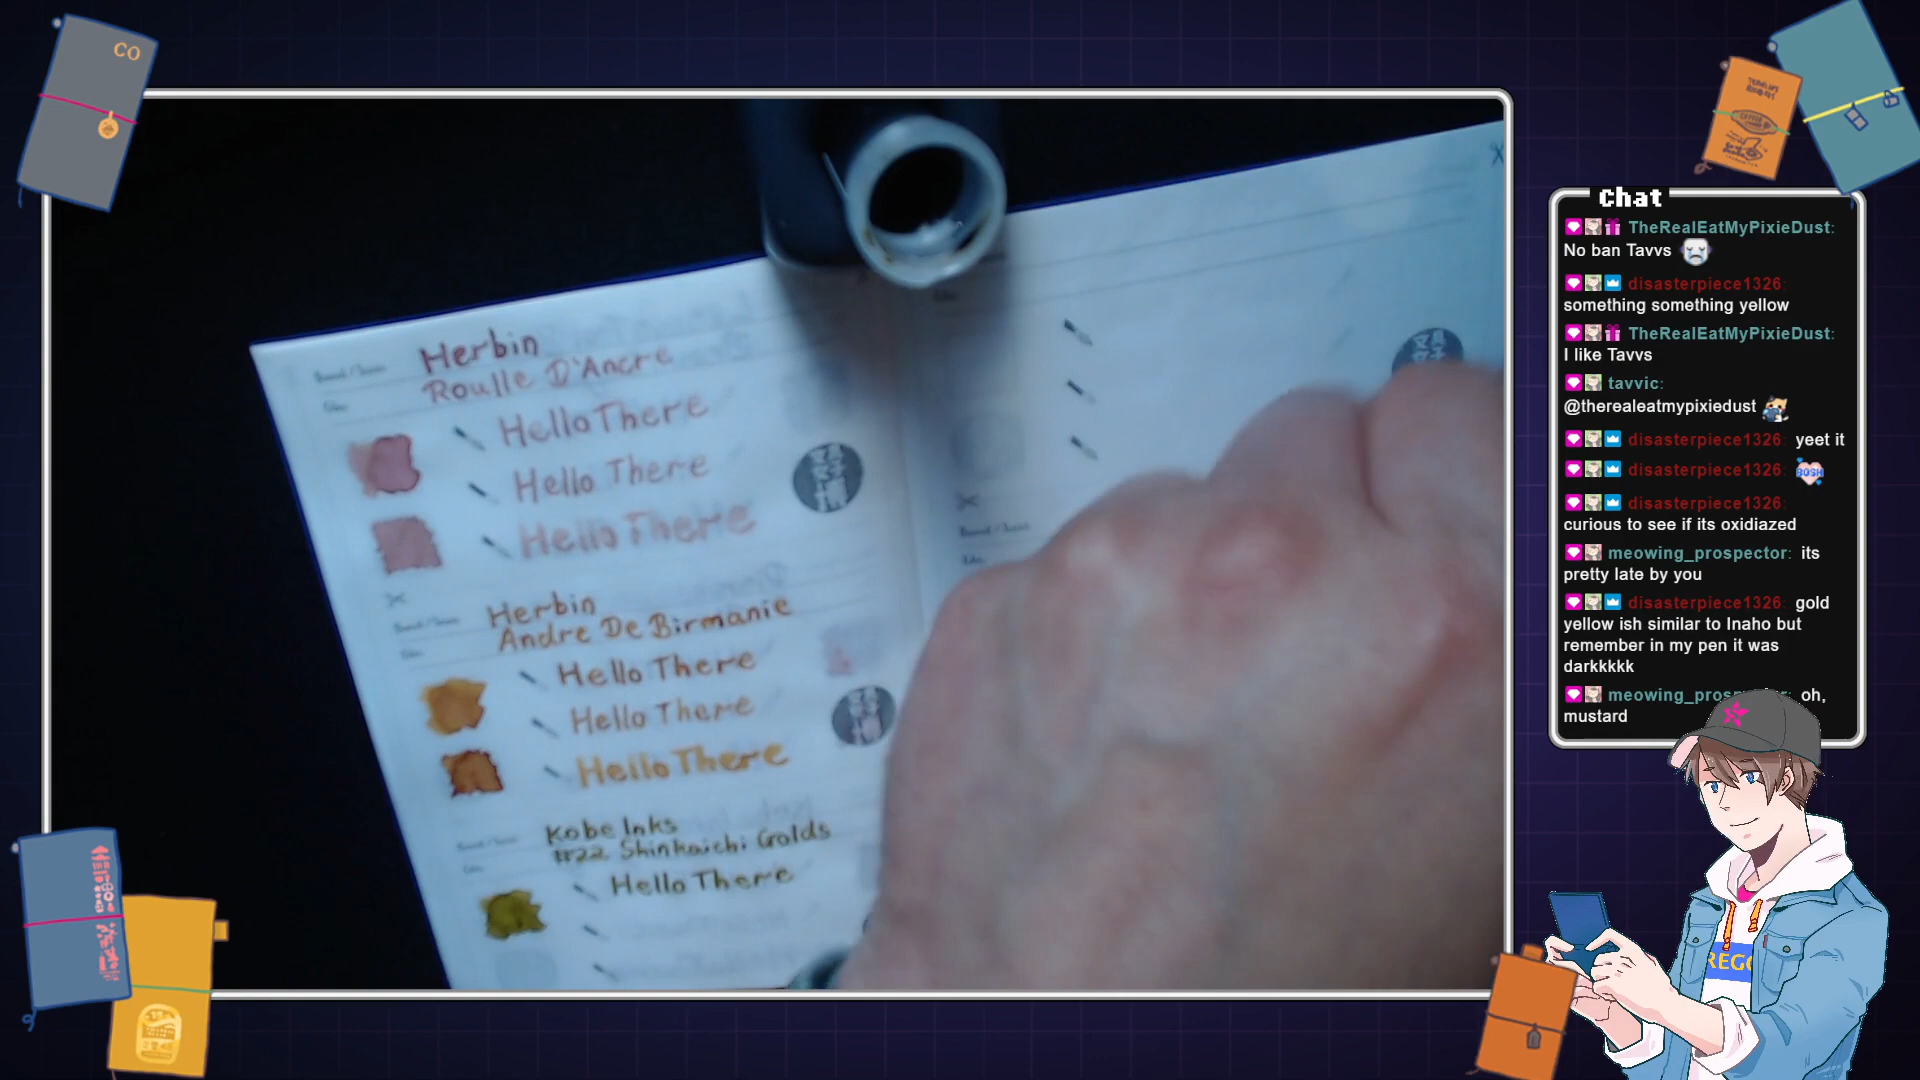 CO
Herbin
Roulle D'Ancre
Hello There
Hello There
Hello There
Herbin
Andre De Birmanie
Hello There
Hello There
Hello There
Kobe Inks
#22 Shinkaichi Golds
Hello There
chat
TheRealEatMyPixieDust:
No ban Tavvs
disasterpiece1326:
something something yellow
TheRealEatMyPixieDust:
I like Tavvs
tavvic:
@therealeatmypixiedust
disasterpiece1326: yeet it
disasterpiece1326: BOSH
disasterpiece1326:
curious to see if its oxidiazed
meowing_prospector: its
pretty late by you
disasterpiece1326: gold
yellow ish similar to Inaho but
remember in my pen it was
darkkkkk
oh,
mustard
REGO